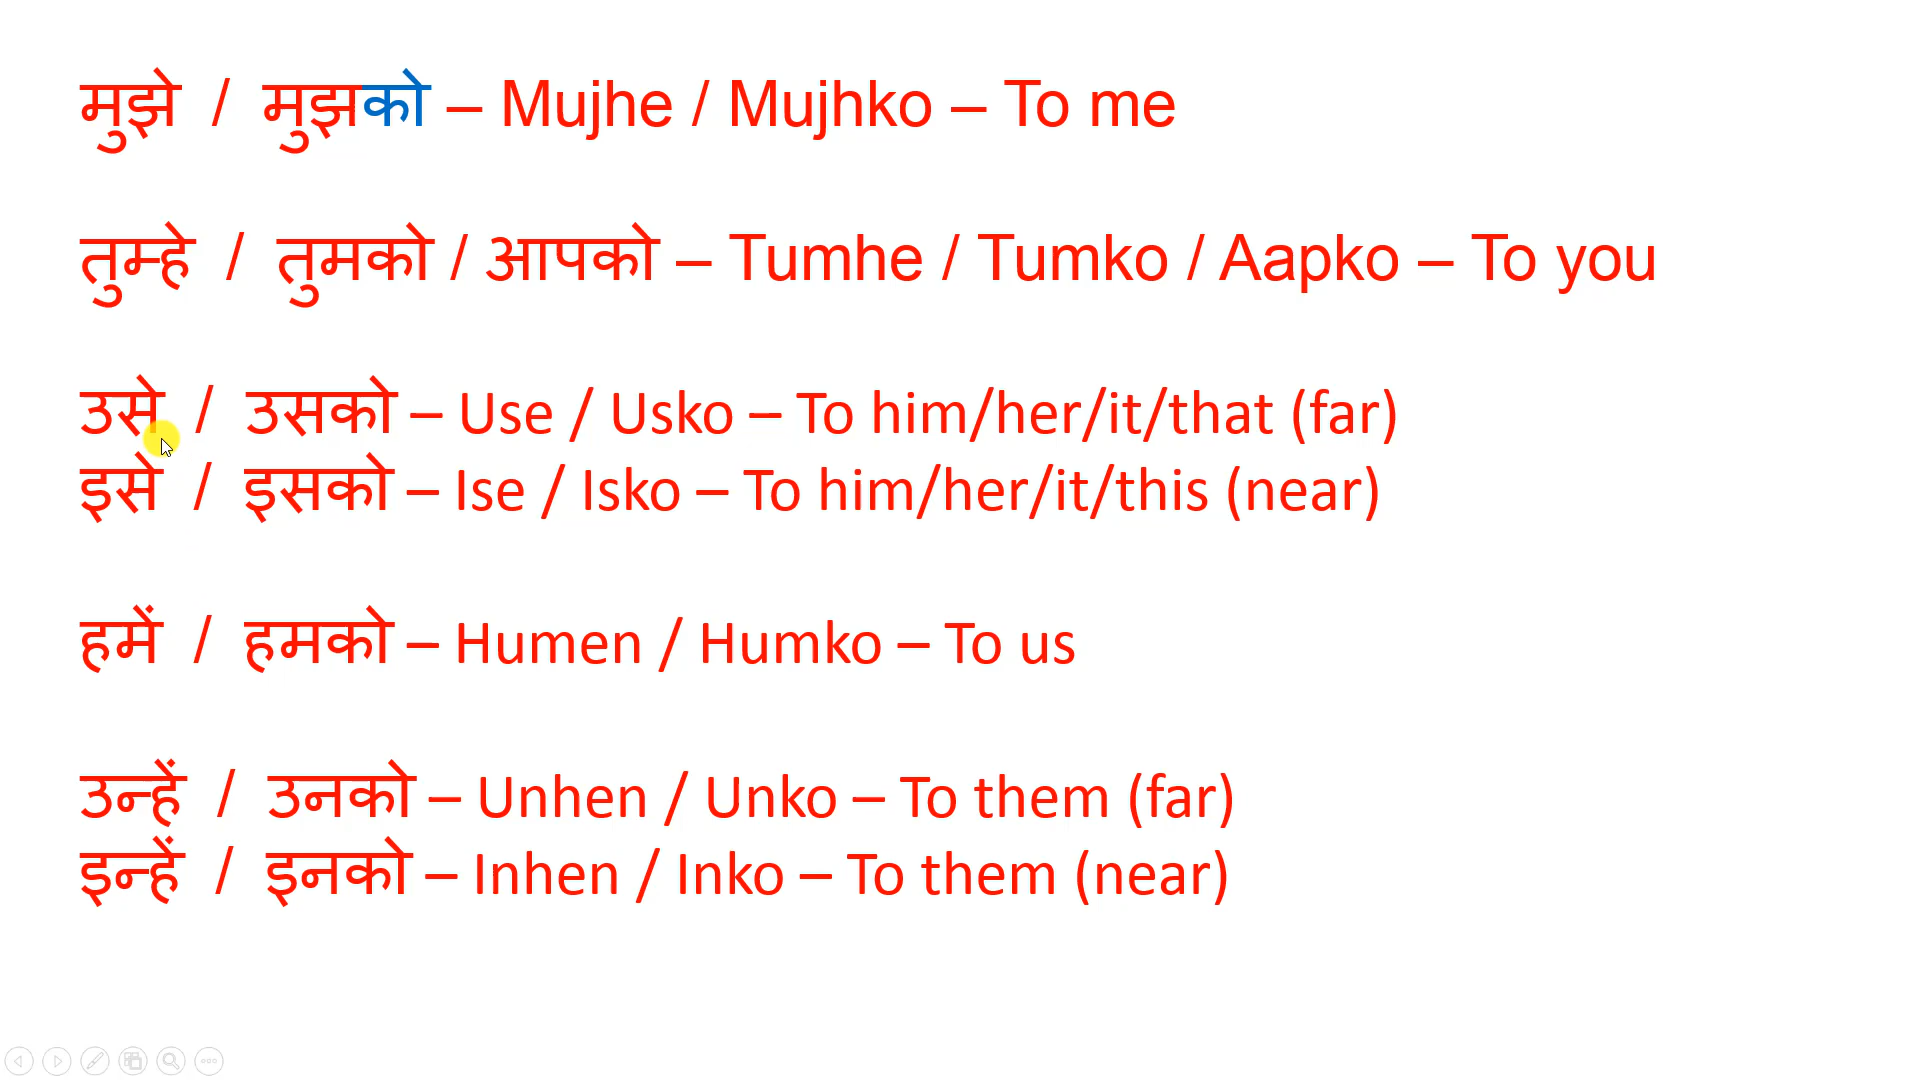 मुझे / मुझको – Mujhe / Mujhko – To me
तुम्हे / तुमको / आपको – Tumhe / Tumko / Aapko – To you
उसे / उसको – Use / Usko – To him/her/it/that (far)
इसे / इसको – Ise / Isko – To him/her/it/this (near)
हमें / हमको – Humen / Humko – To us
उन्हें / उनको – Unhen / Unko – To them (far)
इन्हें / इनको – Inhen / Inko – To them (near)